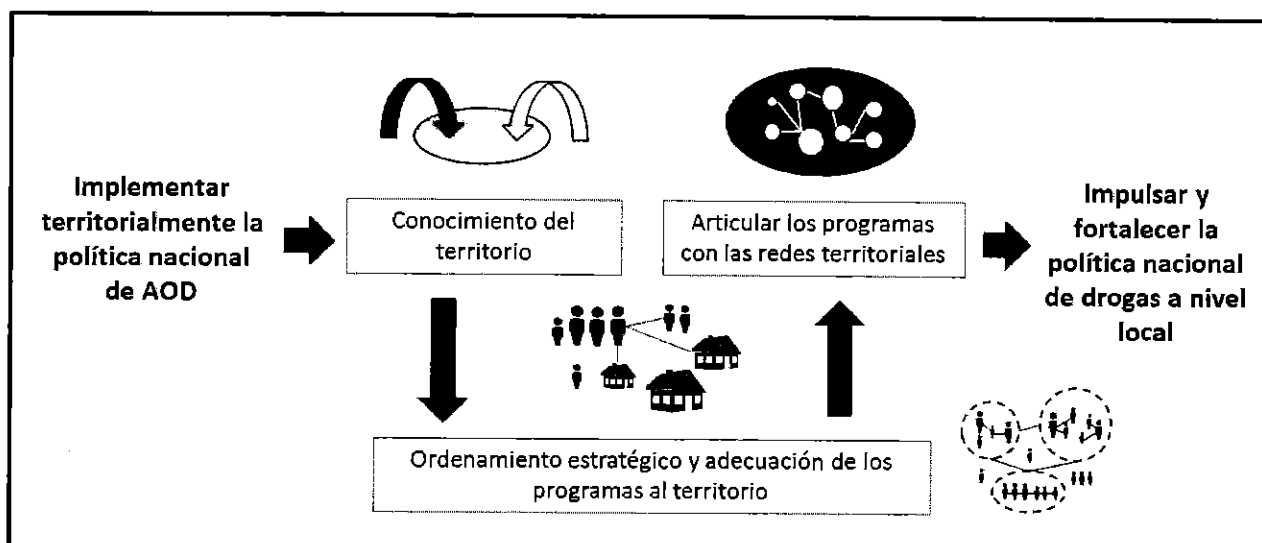 Implementar
territorialmente la
política nacional
de AOD
Conocimiento del
territorio
Articular los programas
con las redes territoriales
Impulsar y
fortalecer la
política nacional
de drogas a nivel
local
Ordenamiento estratégico y adecuación de los
programas al territorio